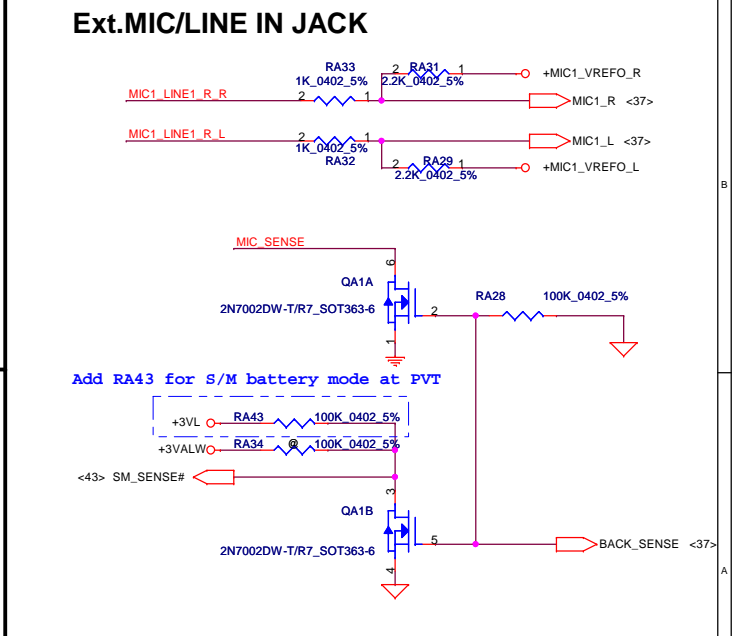 Ext.MIC/LINE IN JACK
RA33
1K_0402_5%
2 RA31 1
2.2K_0402_5%
+MIC1_VREFO_R
MIC1_LINE1_R_R
2 1
MIC1_R <37>
MIC1_LINE1_R_L
2 1
1K_0402_5%
RA32
MIC1_L <37>
2 RA29 1
2.2K_0402_5%
+MIC1_VREFO_L
B
MIC_SENSE
6
QA1A
2N7002DW-T/R7_SOT363-6
2
1
RA28
100K_0402_5%
Add RA43 for S/M battery mode at PVT
+3VL
RA43
100K_0402_5%
+3VALW
RA34
@
100K_0402_5%
<43> SM_SENSE#
3
QA1B
2N7002DW-T/R7_SOT363-6
5
4
BACK_SENSE <37>
A